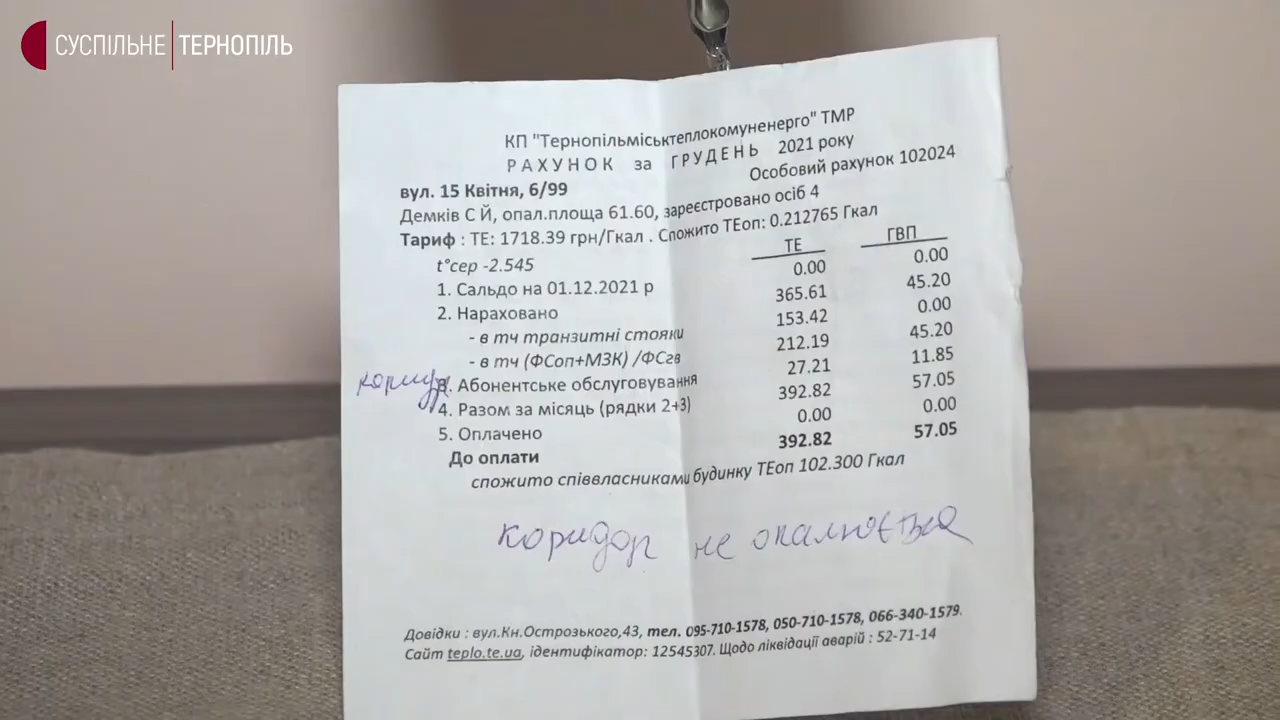 СУСПІЛЬНЕ ТЕРНОПІЛЬ
КП "Тернопільміськтеплокомуненерго" ТМР
РАХУНОК за ГРУДЕНЬ 2021 року
Особовий рахунок 102024
вул. 15 Квітня, 6/99
Демків С Й, опал.площа 61.60, зареєстровано осіб 4
Тариф : ТЕ: 1718.39 грн/Гкал . Спожито ТЕоп: 0.212765 Гкал
t°сер -2.545 ТЕ ГВП
1. Сальдо на 01.12.2021 р 0.00 0.00
2. Нараховано 365.61 45.20
- в тч транзитні стояки 153.42 0.00
- в тч (ФСоп+МЗК) /ФСгв 212.19 45.20
3. Абонентське обслуговування 27.21 11.85
4. Разом за місяць (рядки 2+3) 392.82 57.05
5. Оплачено 0.00 0.00
До оплати 392.82 57.05
спожито співвласниками будинку ТЕоп 102.300 Гкал
коридор не опалюється
Довідки : вул.Кн.Острозького,43, тел. 095-710-1578, 050-710-1578, 066-340-1579.
Сайт teplo.te.ua, ідентифікатор: 12545307. Щодо ліквідації аварій : 52-71-14